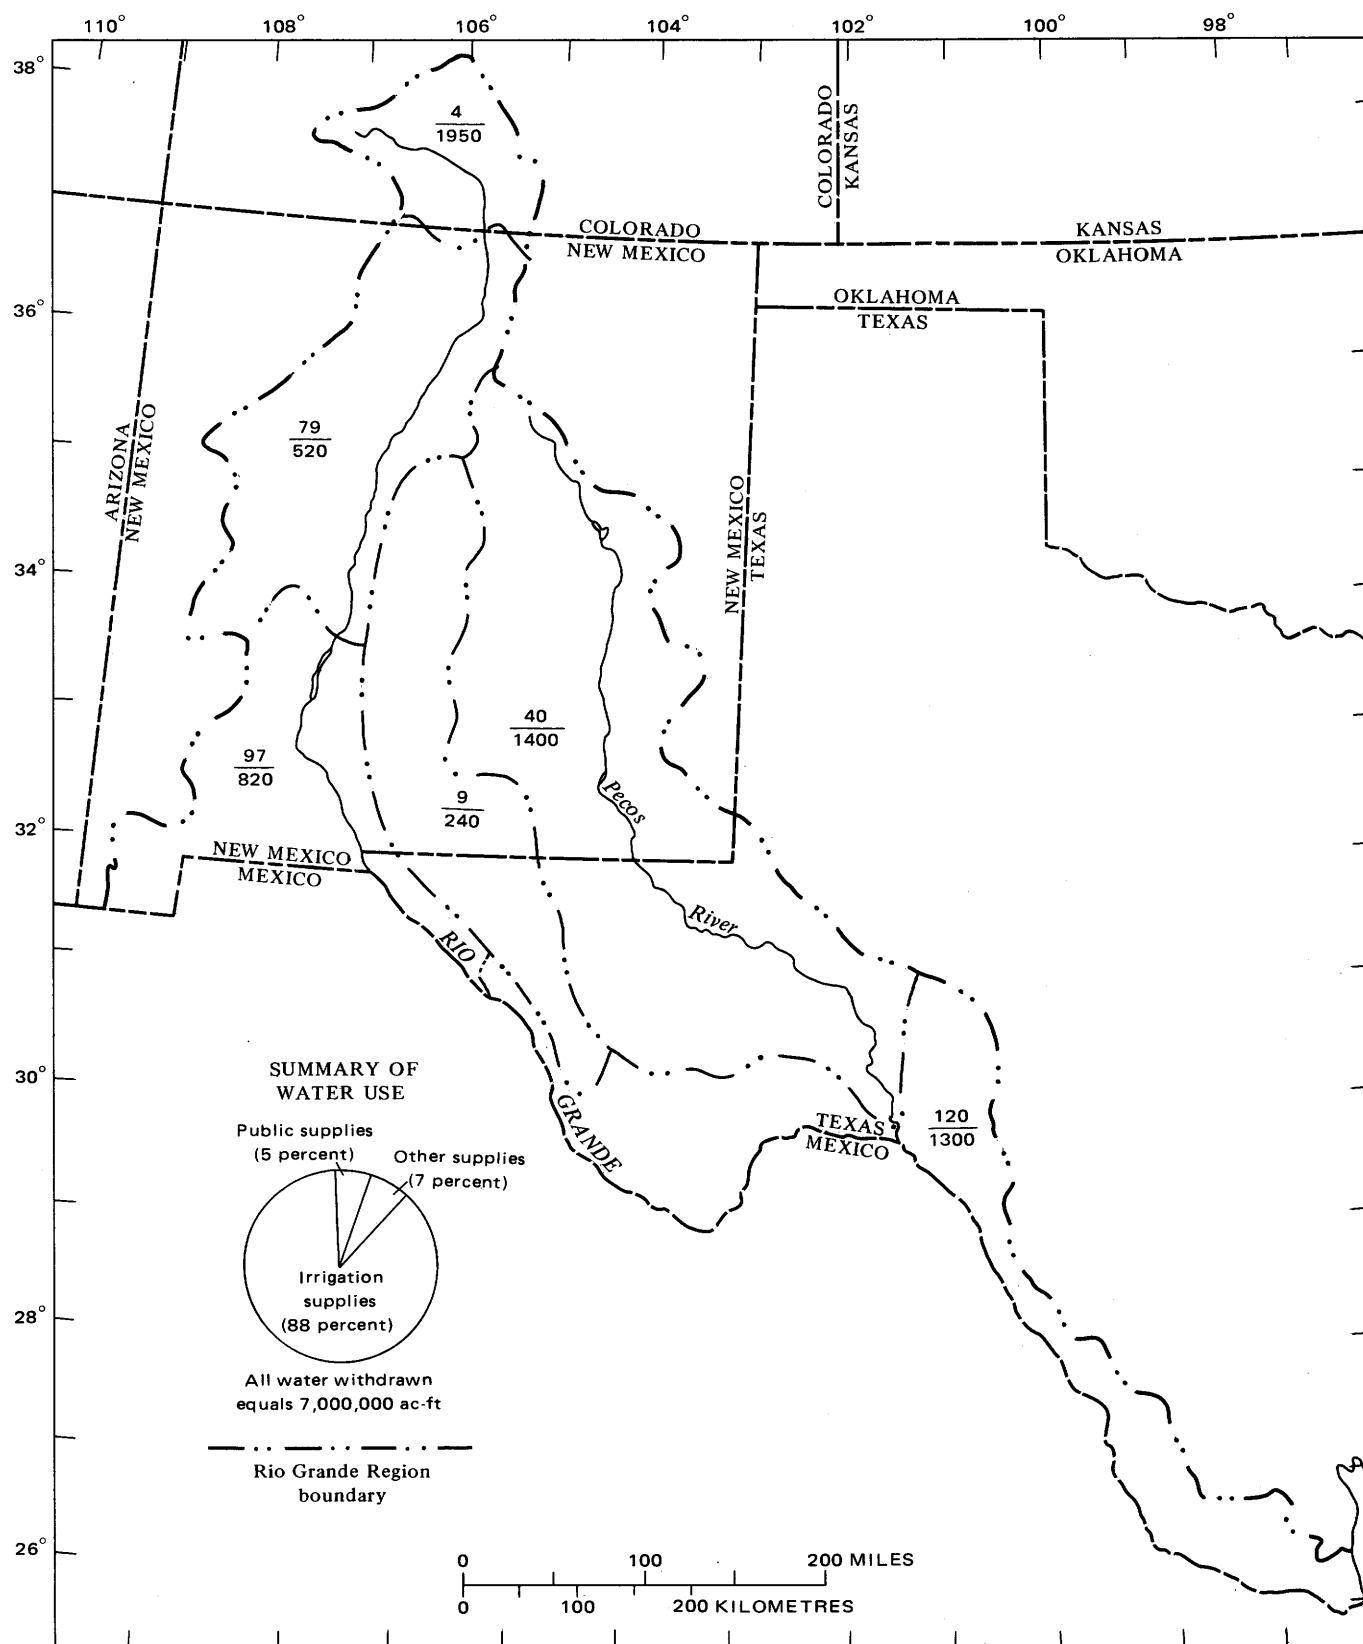 110° 108° 106° 104° 102° 100° 98°
38°
4
1950
COLORADO
KANSAS
COLORADO
NEW MEXICO
KANSAS
OKLAHOMA
36°
OKLAHOMA
TEXAS
79
520
ARIZONA
NEW MEXICO
NEW MEXICO
TEXAS
34°
40
1400
97
820
9
240
Pecos
32°
NEW MEXICO
MEXICO
River
RIO
30°
GRANDE
TEXAS
MEXICO
120
1300
SUMMARY OF
WATER USE
Public supplies
(5 percent)
Other supplies
(7 percent)
Irrigation
supplies
(88 percent)
28°
All water withdrawn
equals 7,000,000 ac-ft
Rio Grande Region
boundary
26°
0 100 200 MILES
0 100 200 KILOMETRES